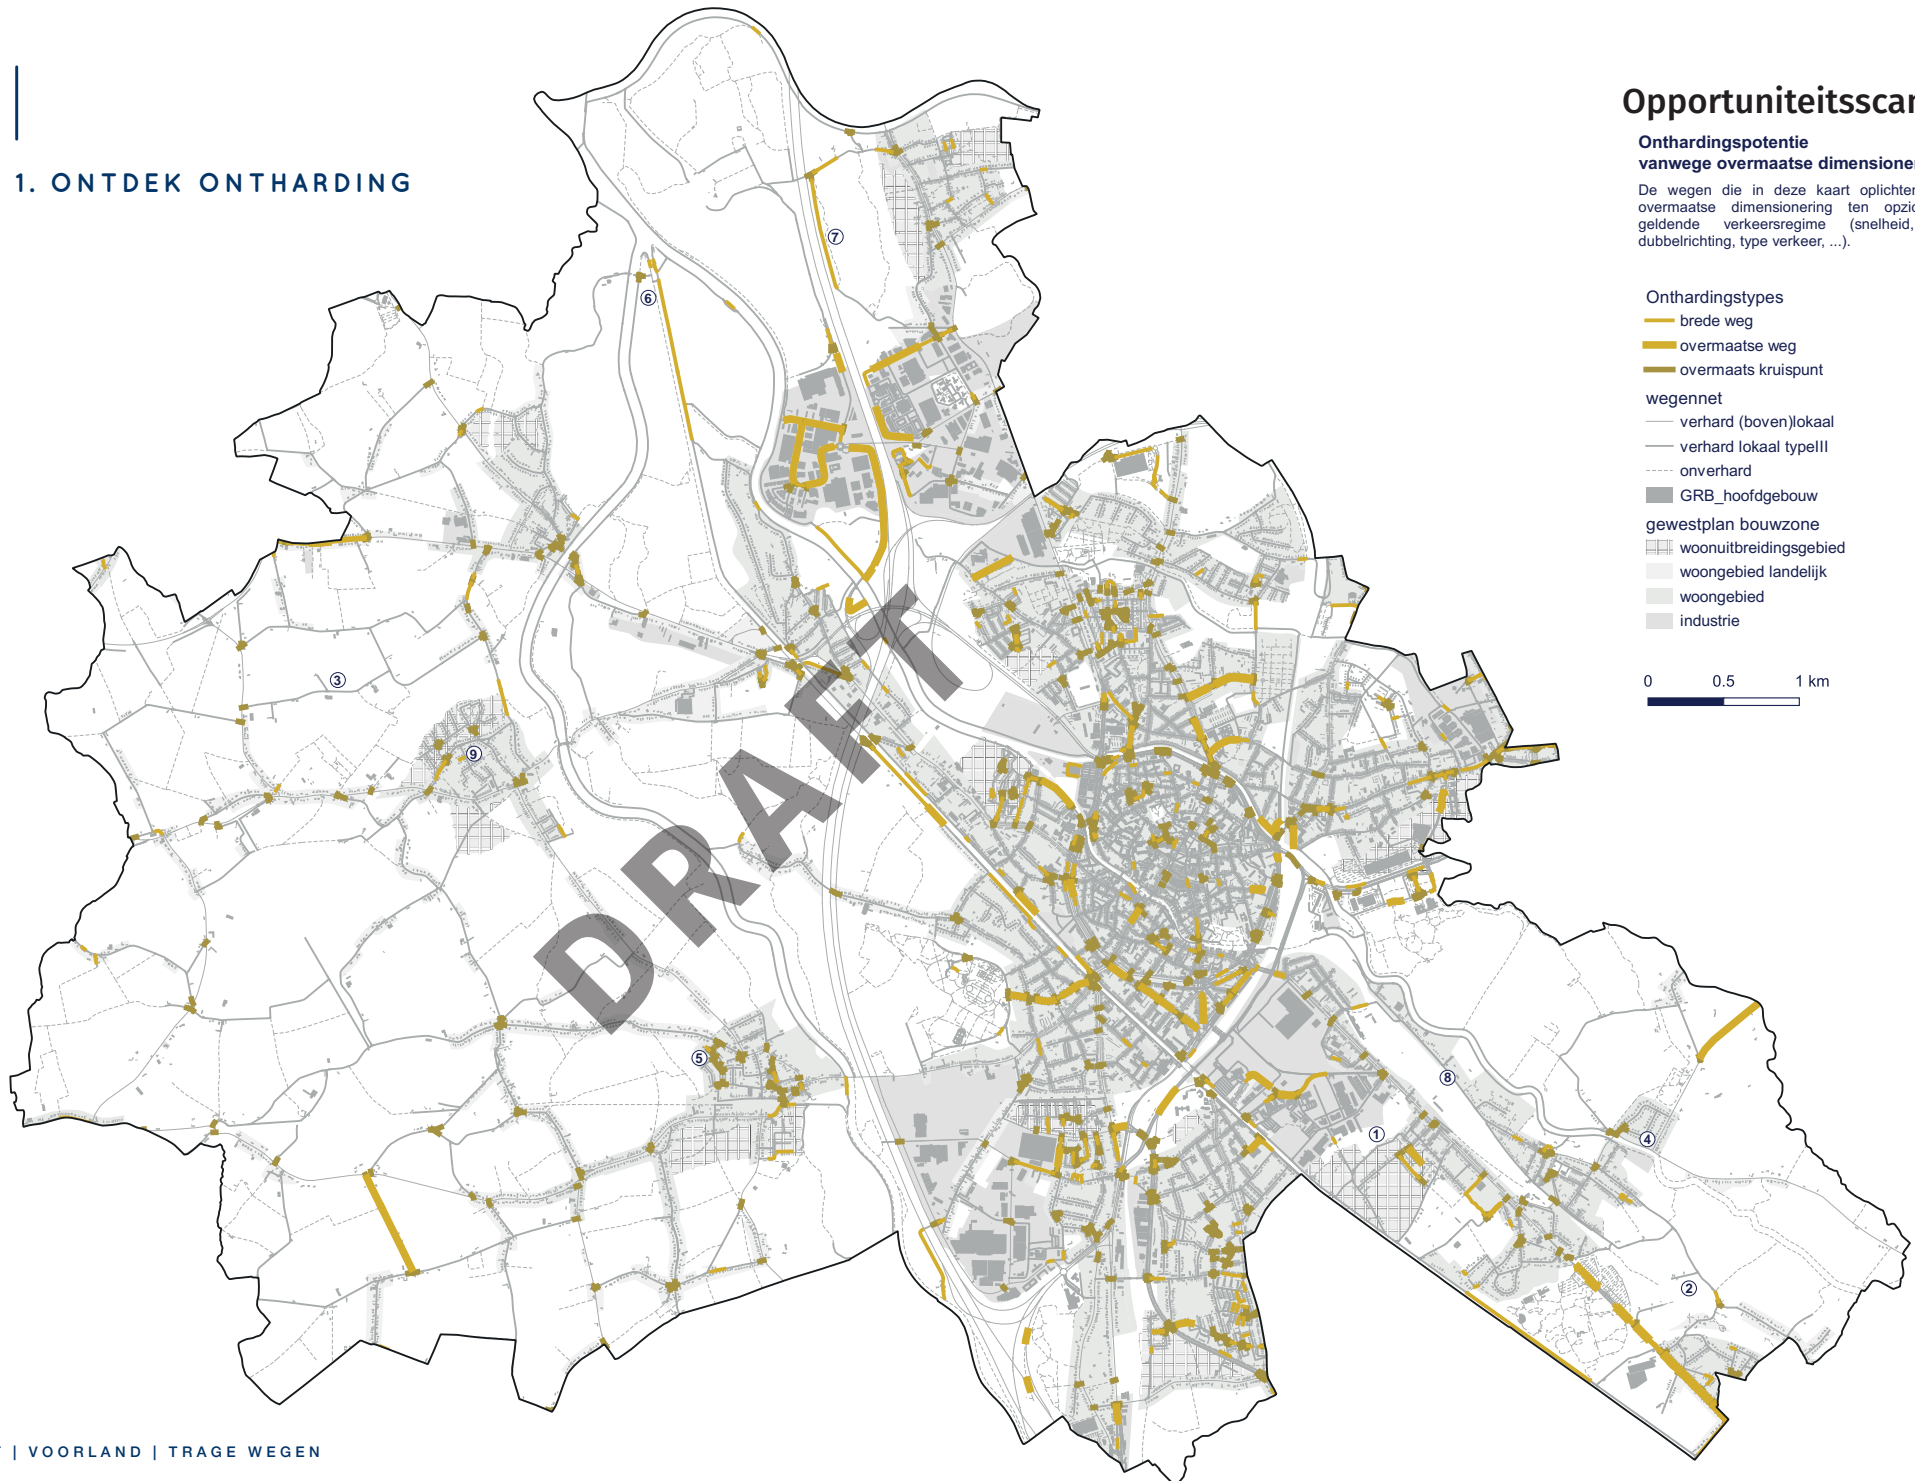 1. ONTDEK ONTHARDING
Opportuniteitsscan
Onthardingspotentie
vanwege overmaatse dimensione
De wegen die in deze kaart oplichten
overmaatse dimensionering ten opzic
geldende verkeersregime (snelheid,
dubbelrichting, type verkeer, ...).
Onthardingstypes
brede weg
overmaatse weg
overmaats kruispunt
wegennet
verhard (boven)lokaal
verhard lokaal typeIII
onverhard
GRB_hoofdgebouw
gewestplan bouwzone
woonuitbreidingsgebied
woongebied landelijk
woongebied
industrie
0 0.5 1 km
7
6
3
9
5
8
1
4
2
DRAFT
| VOORLAND | TRAGE WEGEN